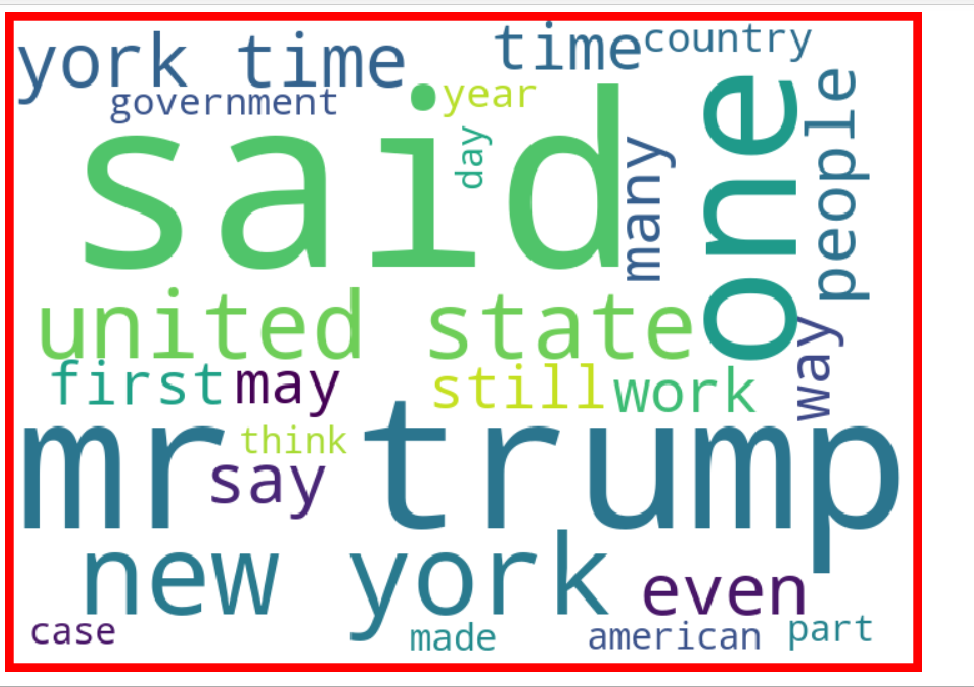 york time
time
country
government
year
said
day
many
one
people
united state
way
first
may
still
work
mr trump
think
say
new york
even
case
made
american
part